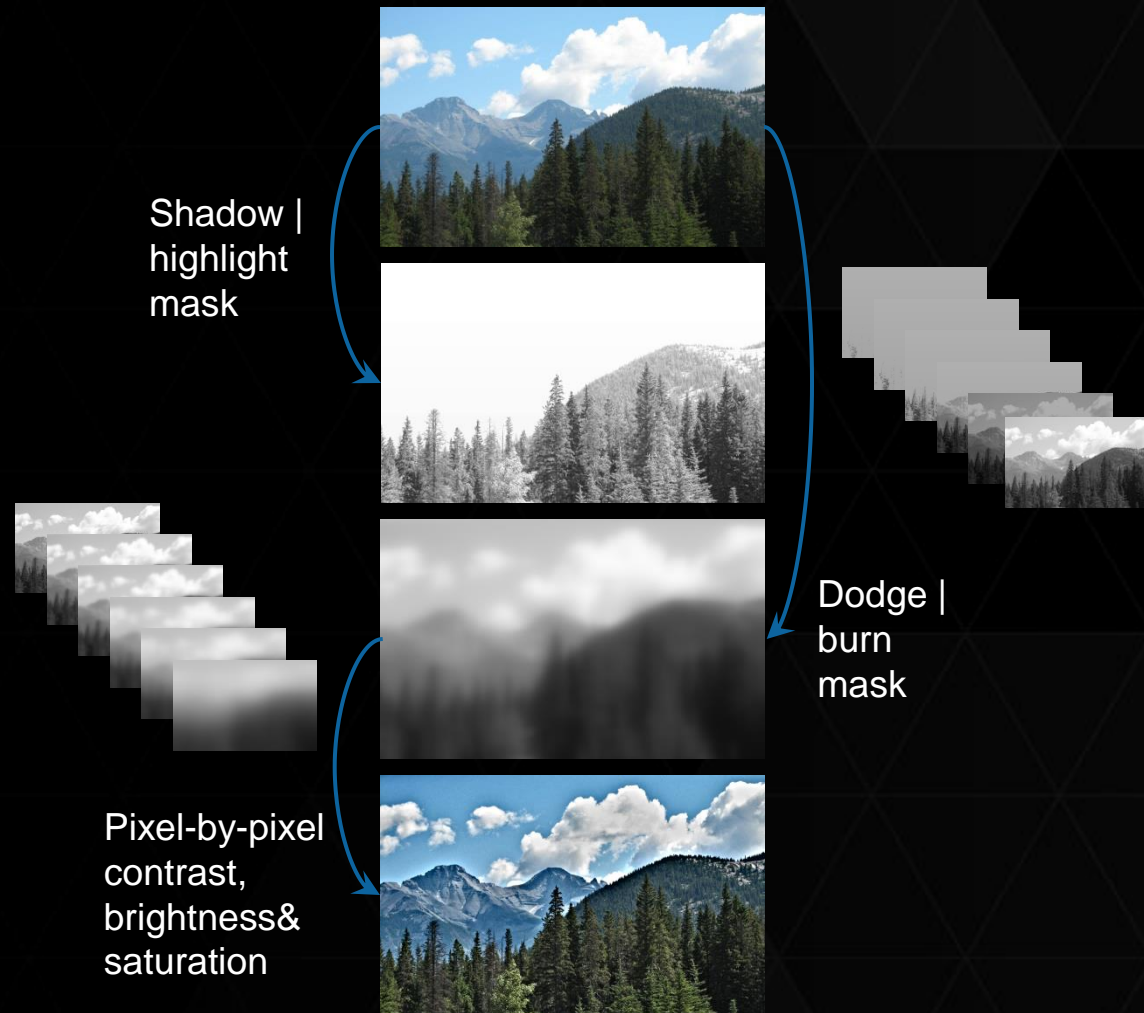 Shadow |
highlight
mask
Dodge |
burn
mask
Pixel-by-pixel
contrast,
brightness&
saturation